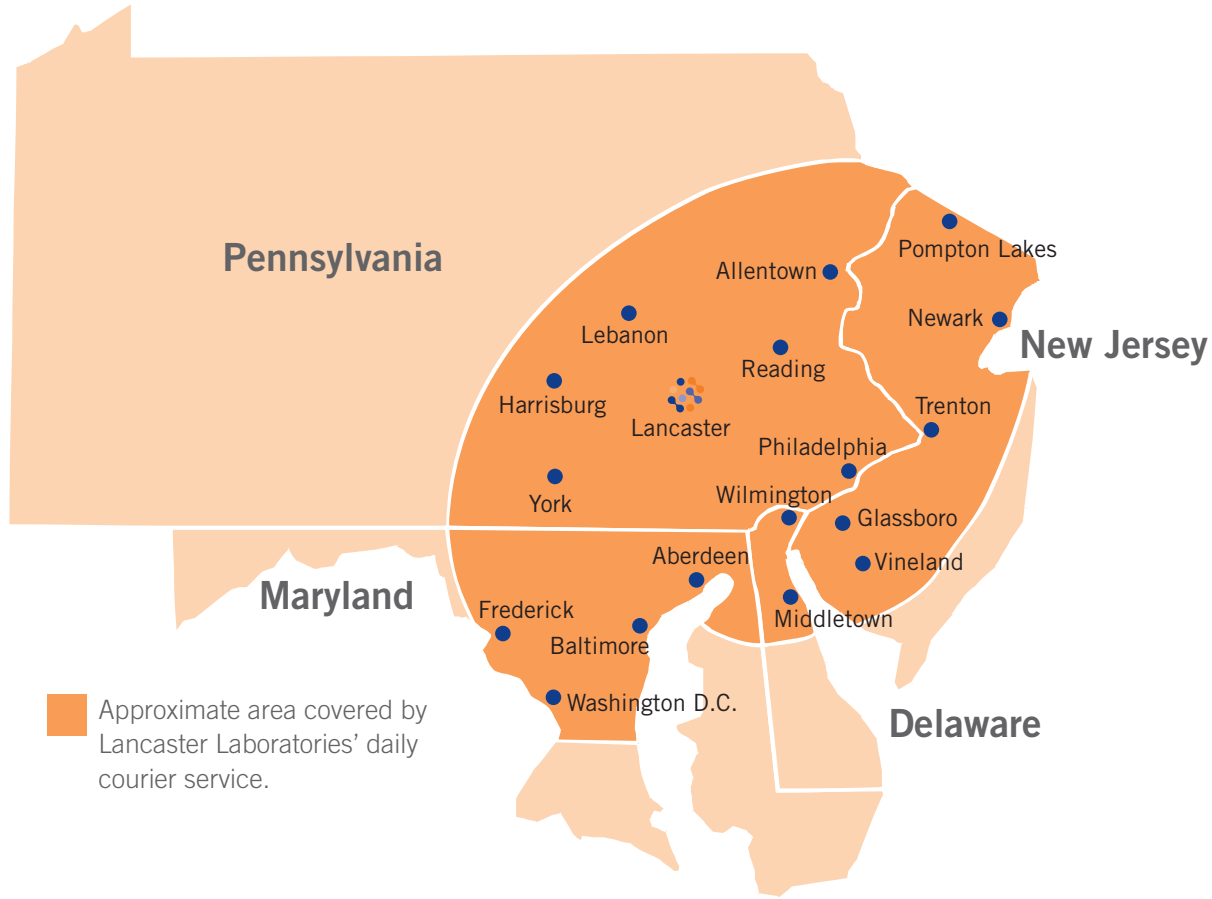 Pennsylvania
Pompton Lakes
Allentown
Newark
Lebanon
New Jersey
Reading
Harrisburg
Trenton
Lancaster
Philadelphia
Wilmington
York
Glassboro
Aberdeen
Vineland
Maryland
Frederick
Middletown
Baltimore
Washington D.C.
Approximate area covered by
Lancaster Laboratories’ daily
courier service.
Delaware